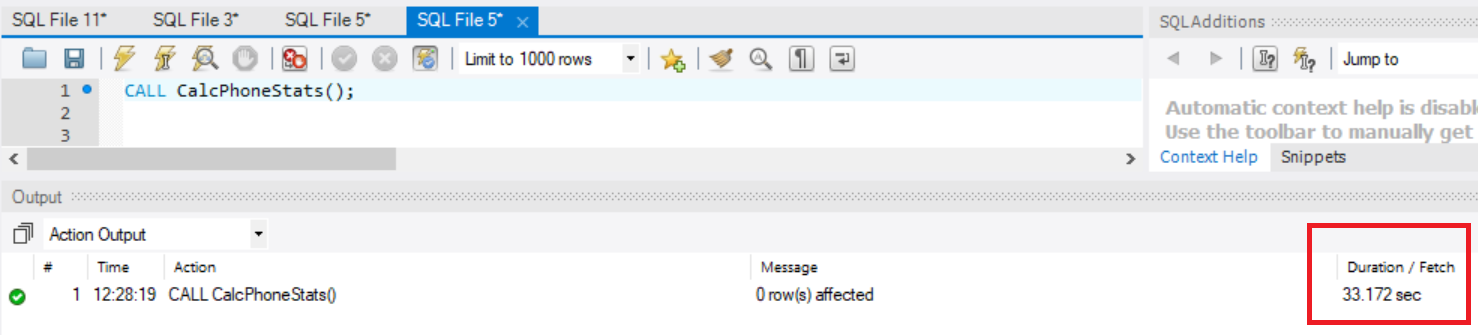 SQL File 11* SQL File 3* SQL File 5* SQL File 5* ×
SQLAdditions
Limit to 1000 rows
Jump to
1 CALL CalcPhoneStats();
2
3
Automatic context help is disabl
Use the toolbar to manually get
Context Help Snippets
Output
Action Output
# Time Action Message Duration / Fetch
1 12:28:19 CALL CalcPhoneStats() 0 row(s) affected 33.172 sec